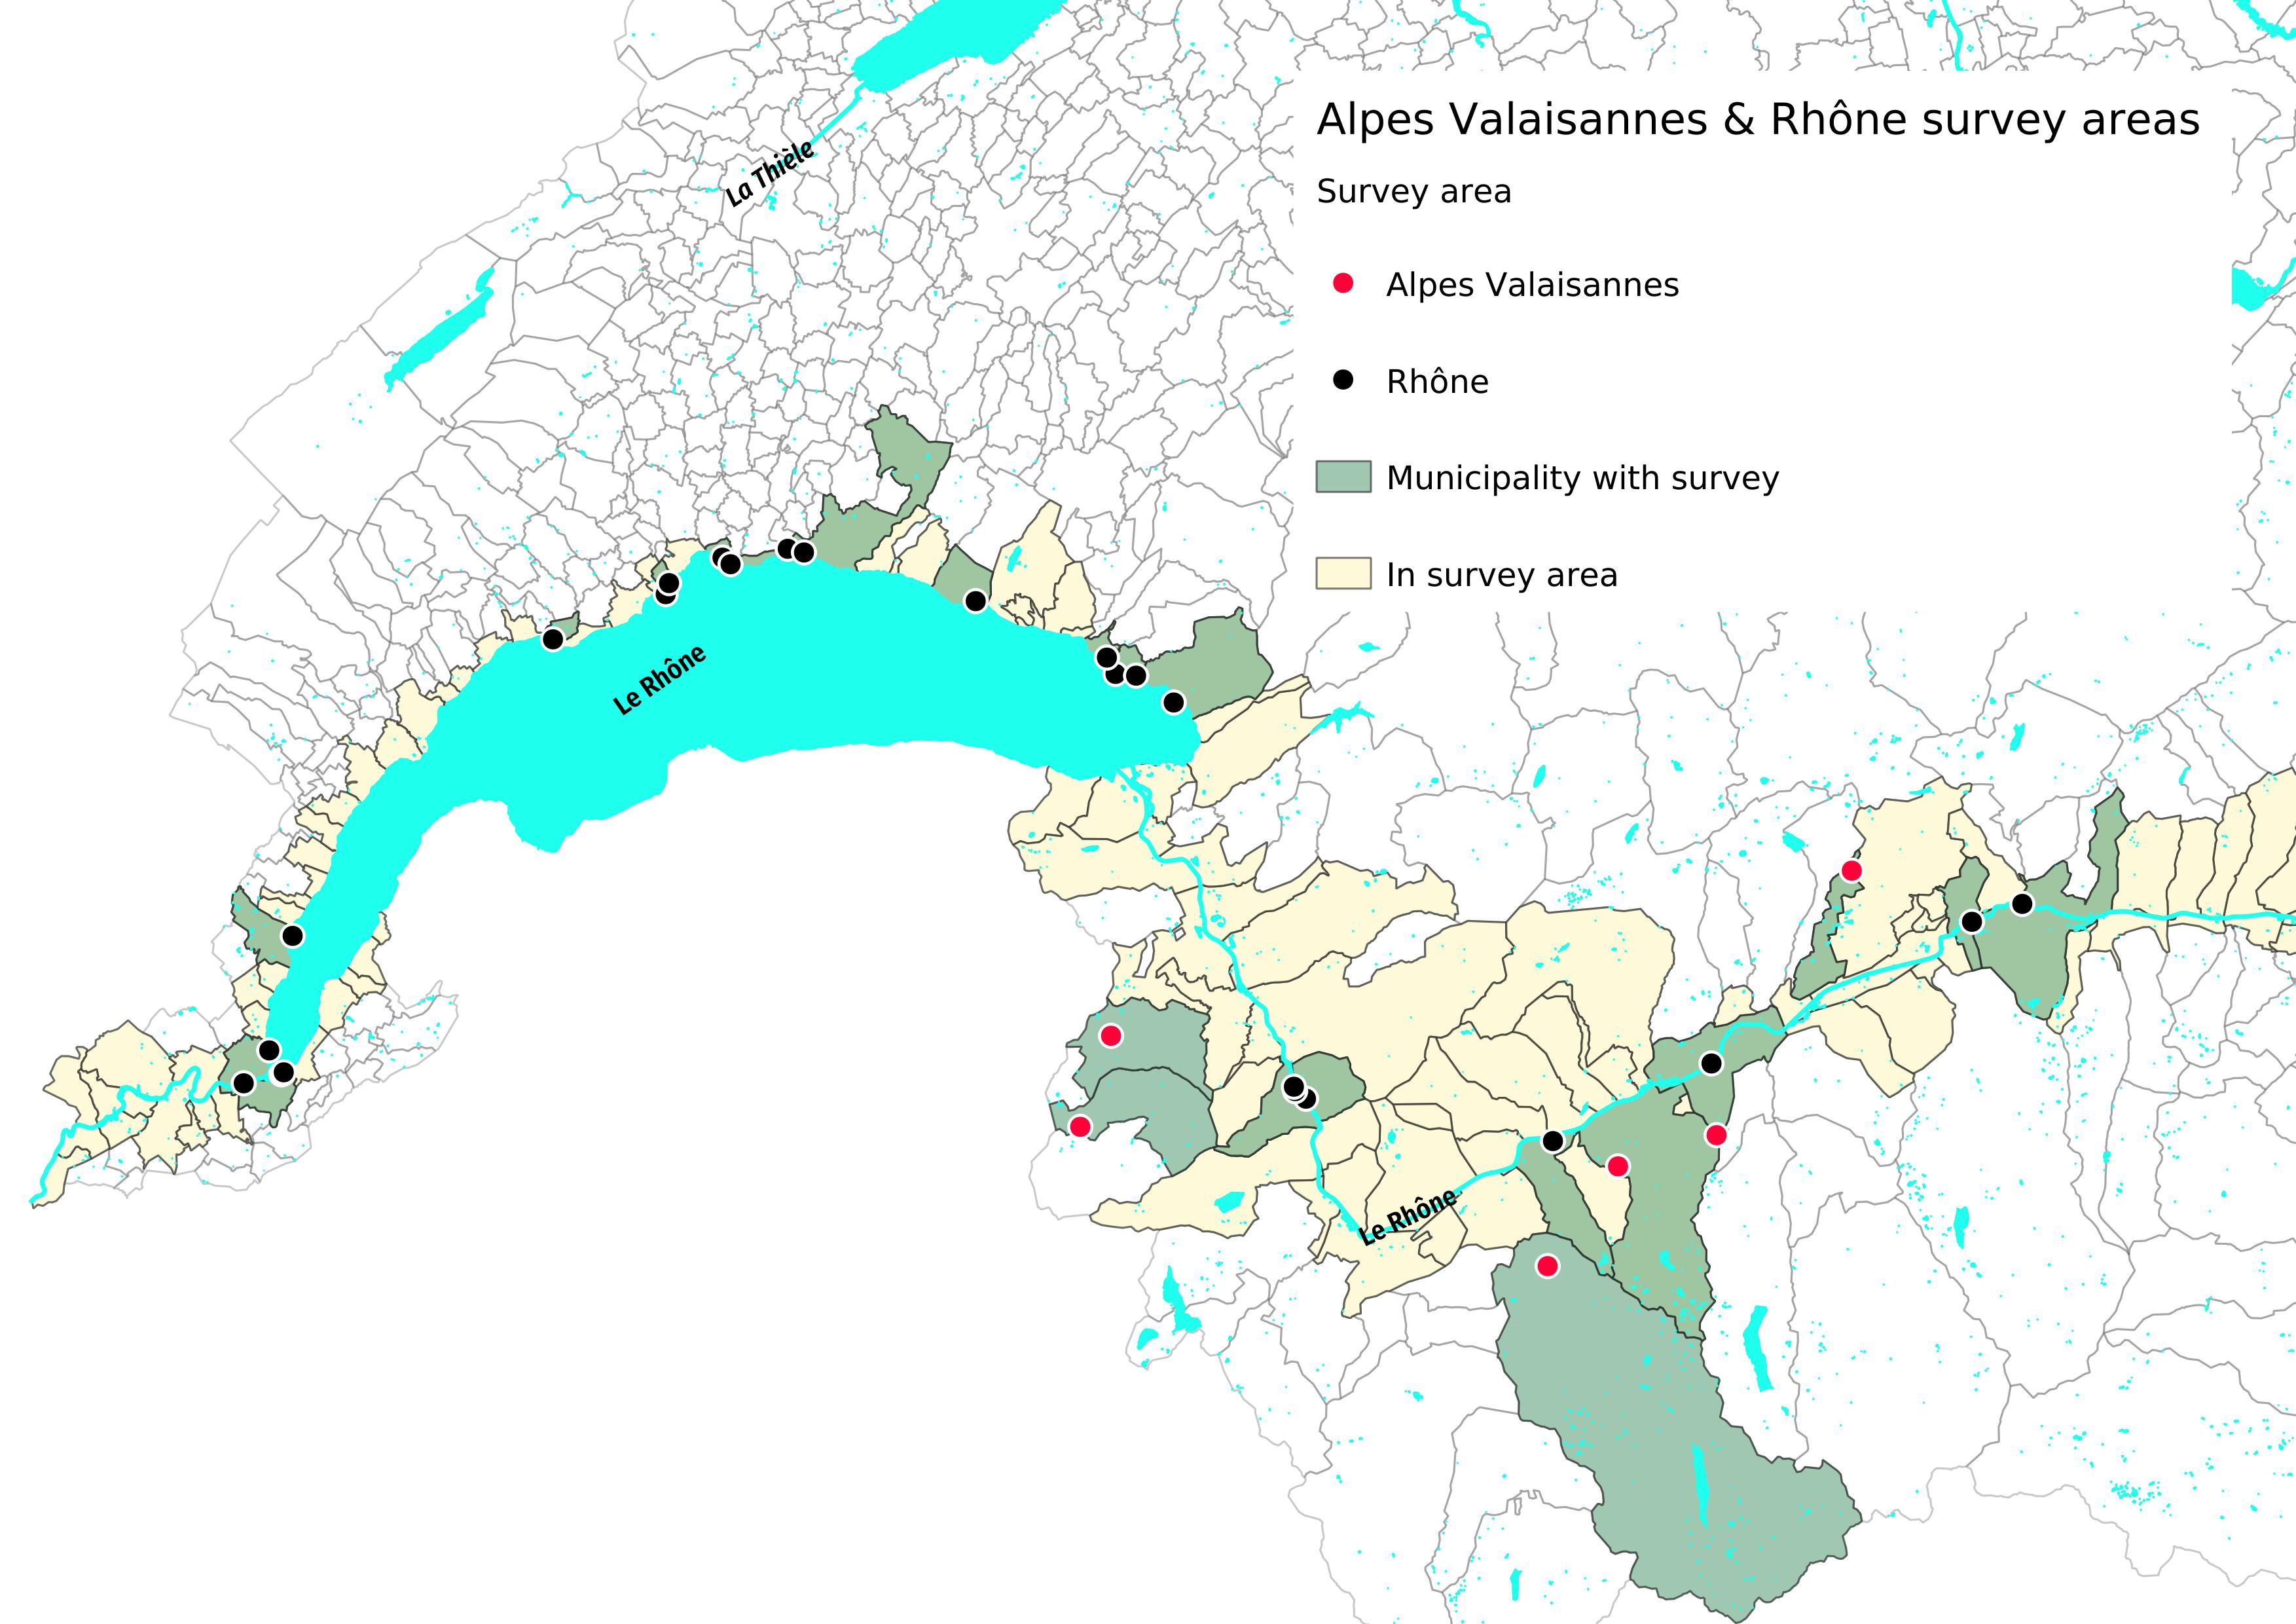 La Thièle
Alpes Valaisannes & Rhône survey areas
Survey area
Alpes Valaisannes
Rhône
Municipality with survey
In survey area
Le Rhône
Le Rhône